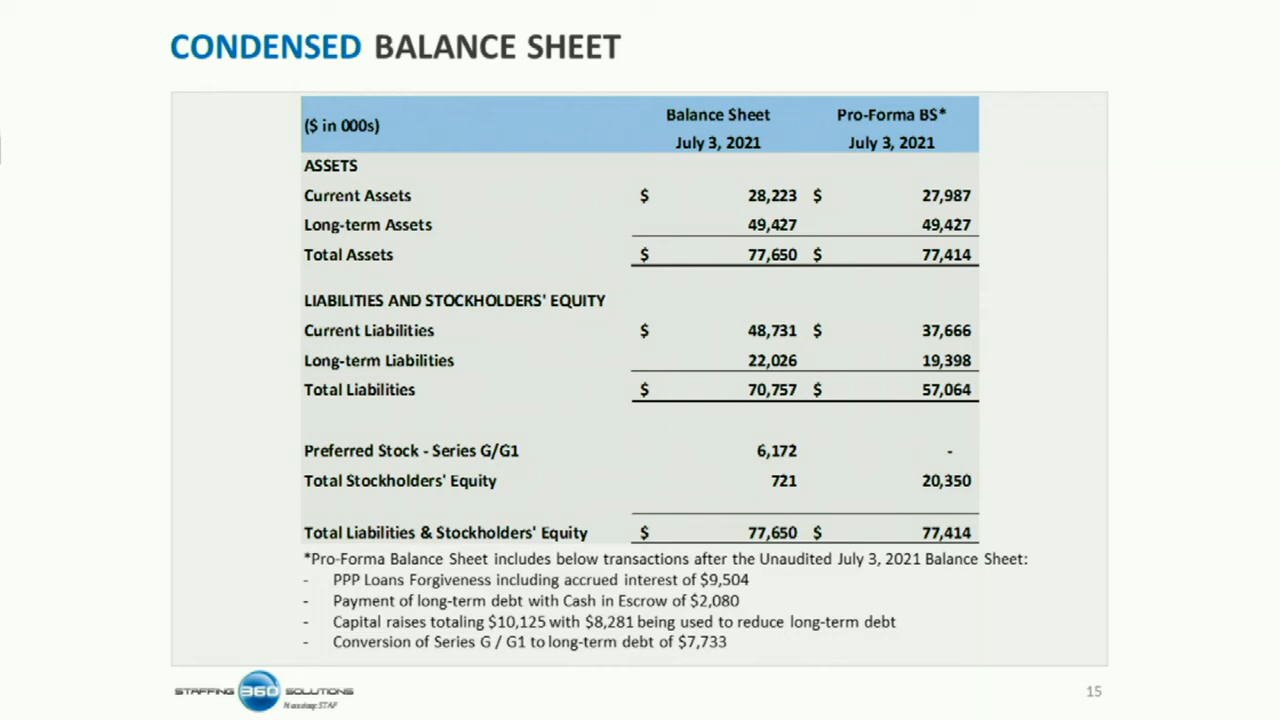 CONDENSED BALANCE SHEET
($ in 000s) Balance Sheet July 3, 2021 Pro-Forma BS* July 3, 2021
ASSETS
Current Assets $ 28,223 $ 27,987
Long-term Assets 49,427 49,427
Total Assets $ 77,650 $ 77,414
LIABILITIES AND STOCKHOLDERS' EQUITY
Current Liabilities $ 48,731 $ 37,666
Long-term Liabilities 22,026 19,398
Total Liabilities $ 70,757 $ 57,064
Preferred Stock - Series G/G1 6,172 -
Total Stockholders' Equity 721 20,350
Total Liabilities & Stockholders' Equity $ 77,650 $ 77,414
*Pro-Forma Balance Sheet includes below transactions after the Unaudited July 3, 2021 Balance Sheet:
- PPP Loans Forgiveness including accrued interest of $9,504
- Payment of long-term debt with Cash in Escrow of $2,080
- Capital raises totaling $10,125 with $8,281 being used to reduce long-term debt
- Conversion of Series G / G1 to long-term debt of $7,733
STAFFING 360 SOLUTIONS
Nasdaq: STAF
15